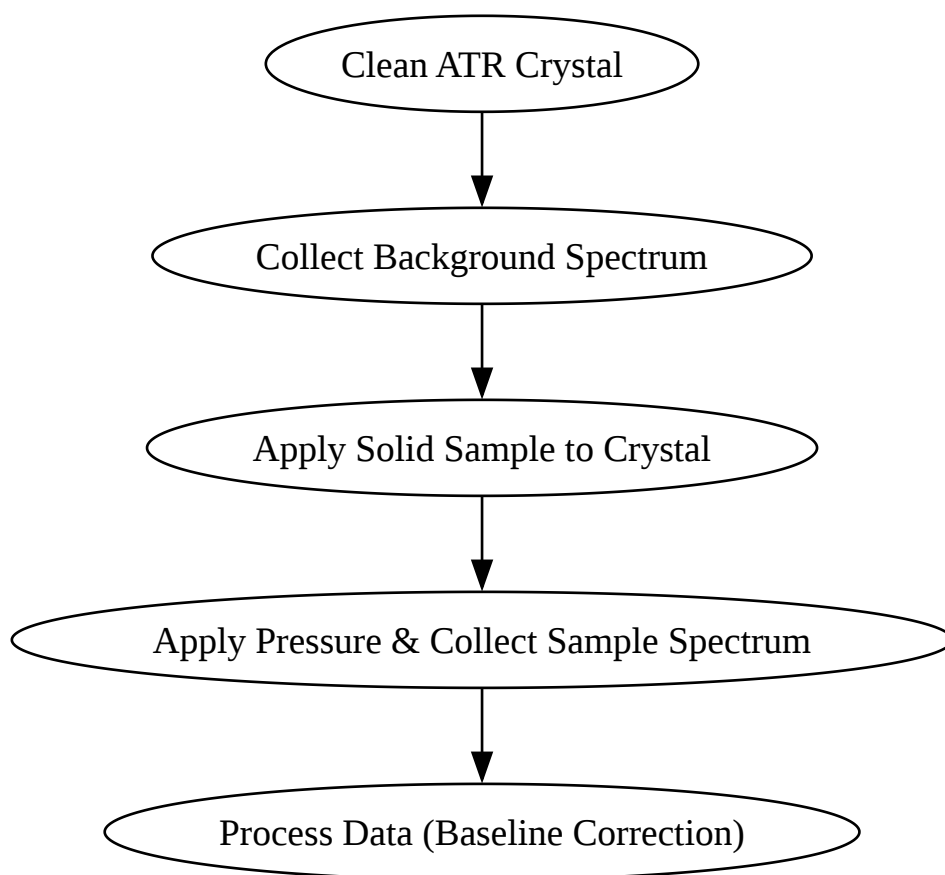 Clean ATR Crystal
Collect Background Spectrum
Apply Solid Sample to Crystal
Apply Pressure & Collect Sample Spectrum
Process Data (Baseline Correction)